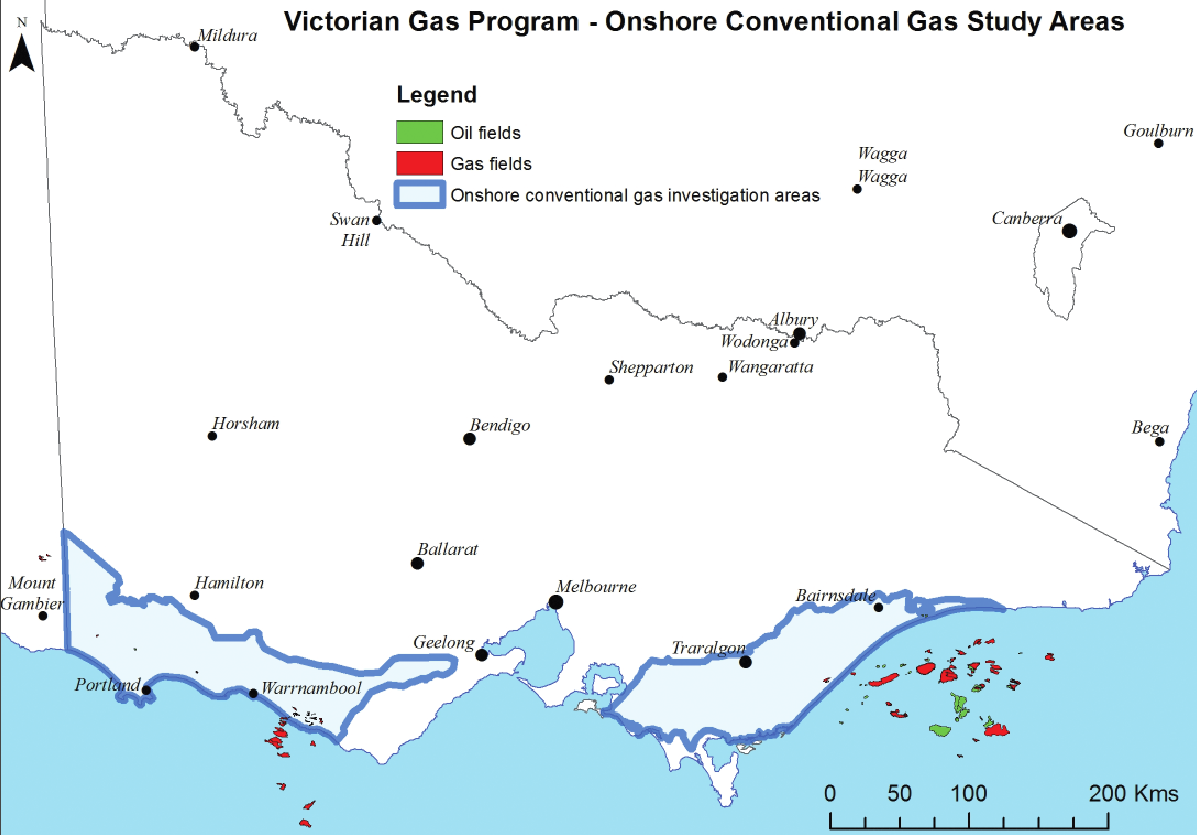 Victorian Gas Program - Onshore Conventional Gas Study Areas
N
Mildura
Legend
Oil fields
Gas fields
Onshore conventional gas investigation areas
Goulburn
Wagga
Wagga
Swan
Hill
Canberra
Albury
Wodonga
Shepparton
Wangaratta
Horsham
Bendigo
Bega
Ballarat
Mount
Gambier
Hamilton
Melbourne
Bairnsdale
Geelong
Traralgon
Portland
Warrnambool
0 50 100 200 Kms